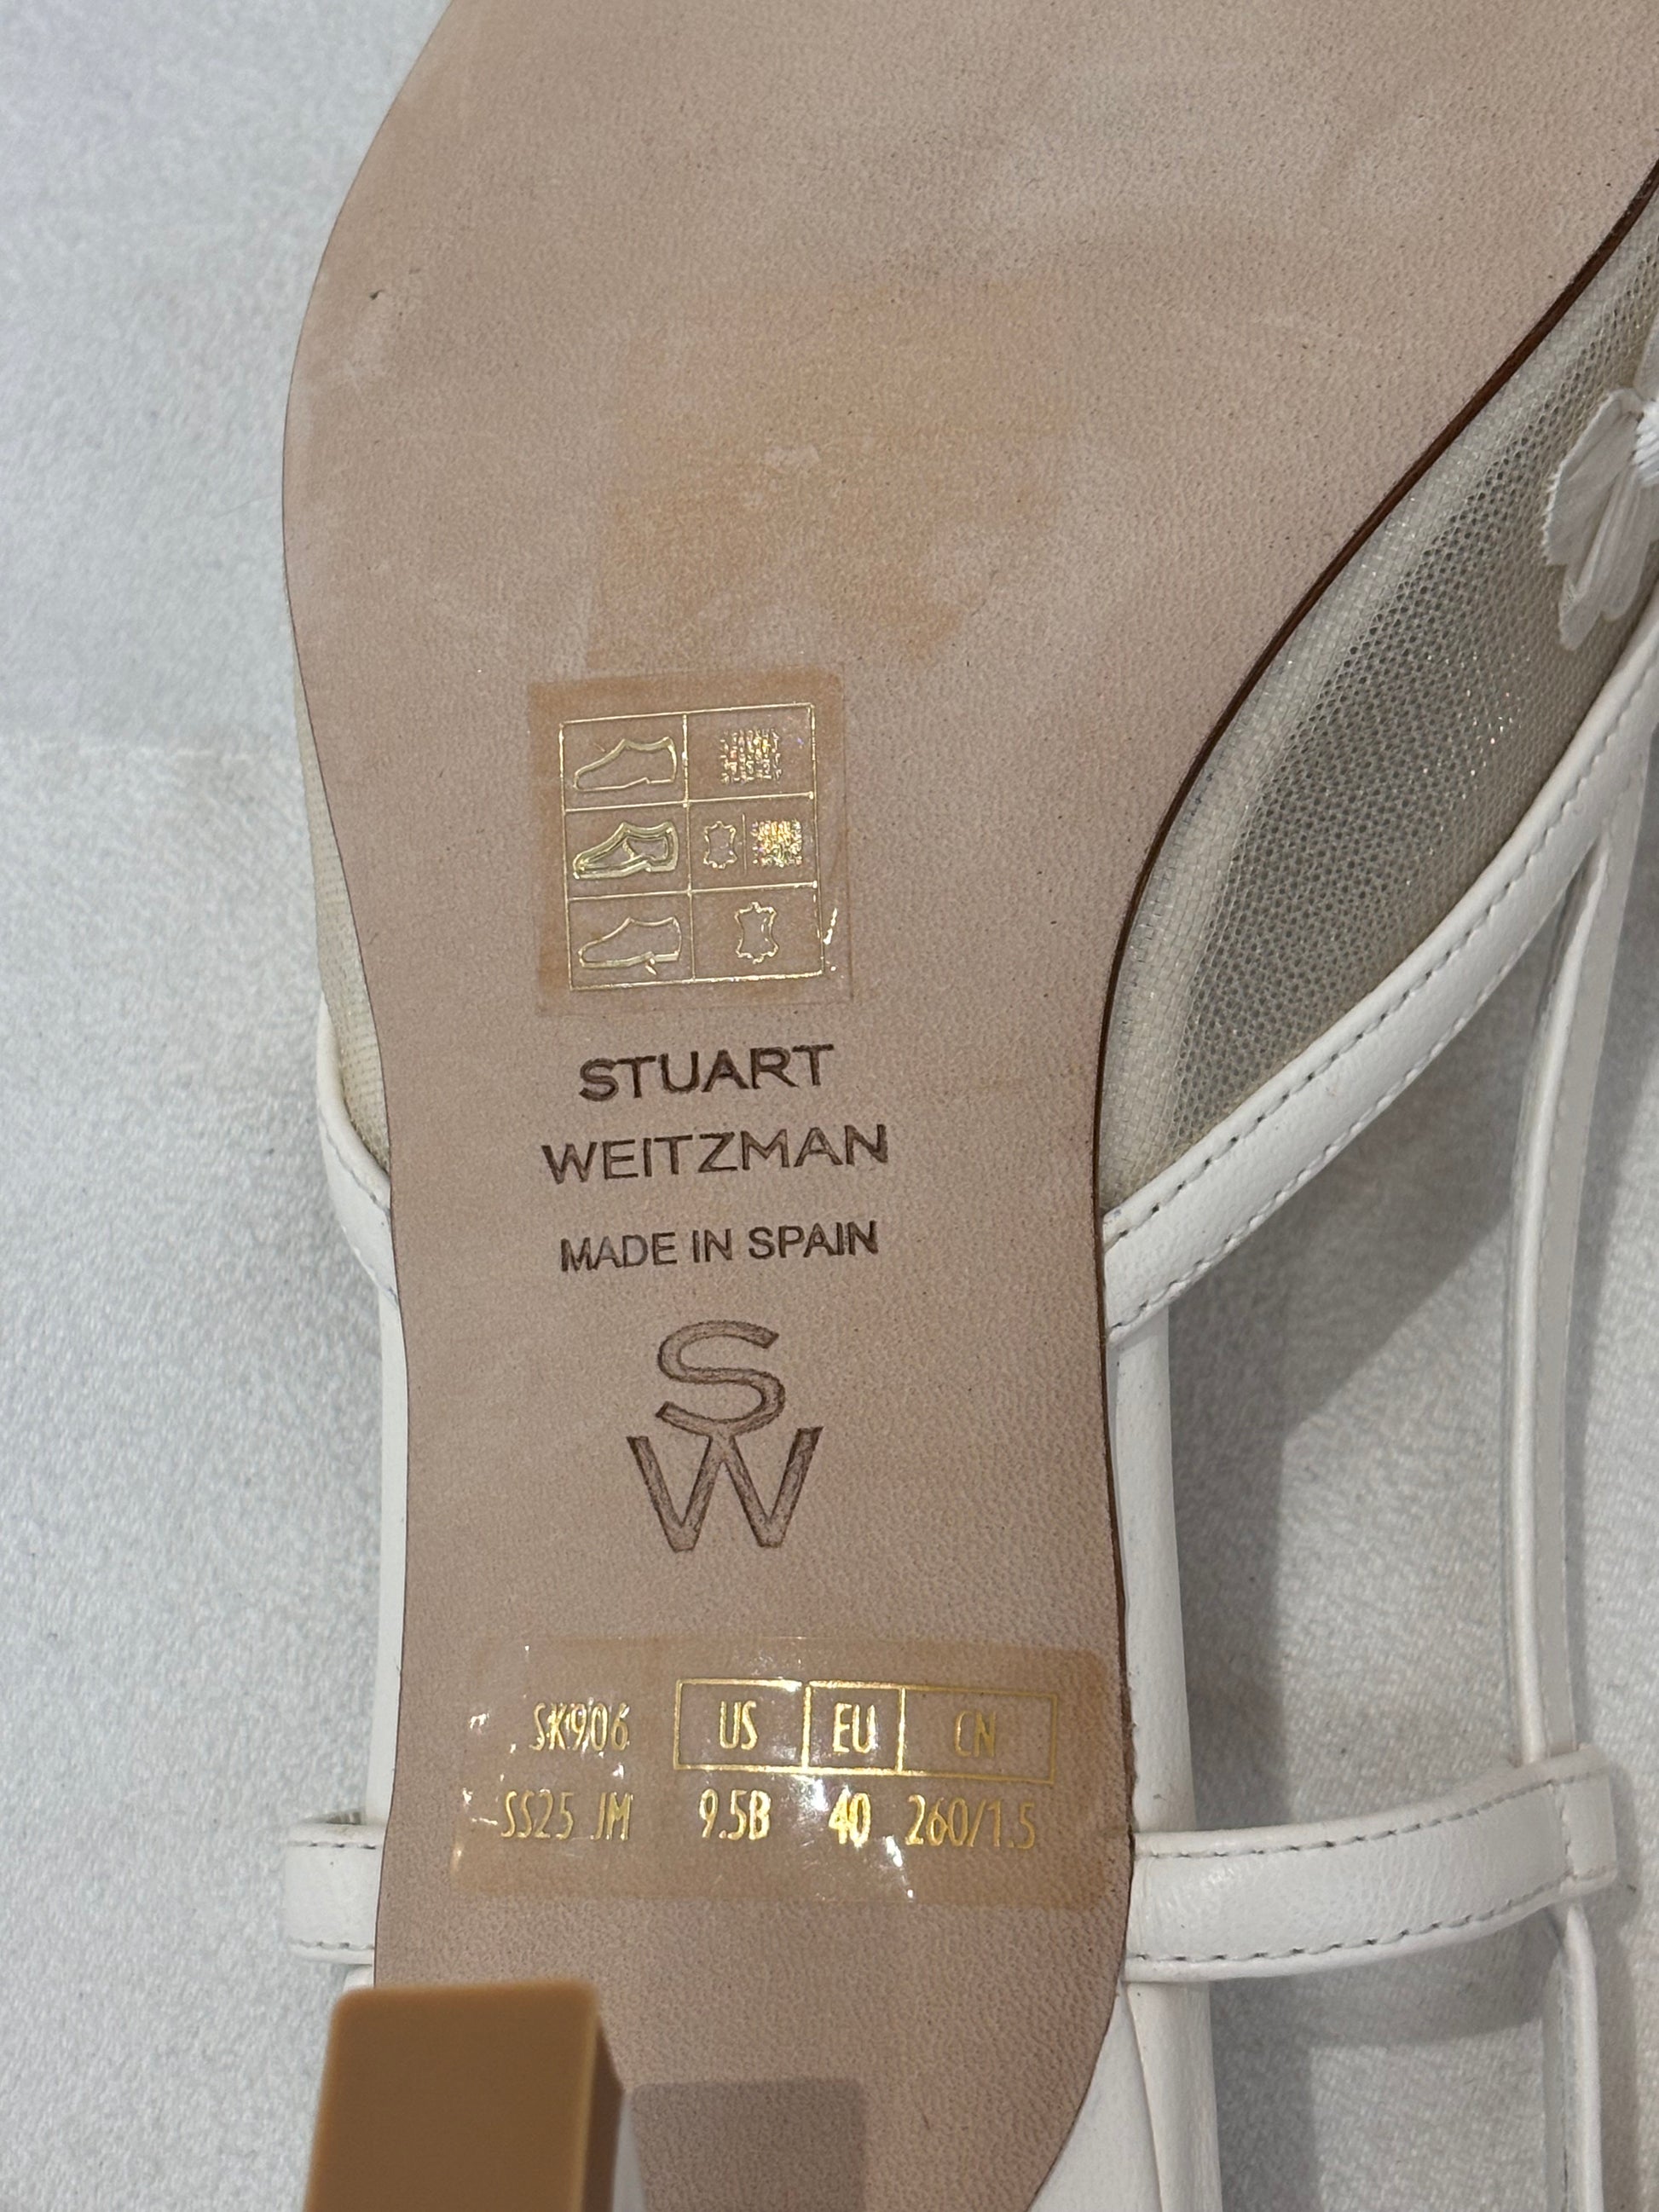 STUART
WEITZMAN
MADE IN SPAIN
SW
SK906 US EU CN
SS25 JM 9.5B 40 260/1.5